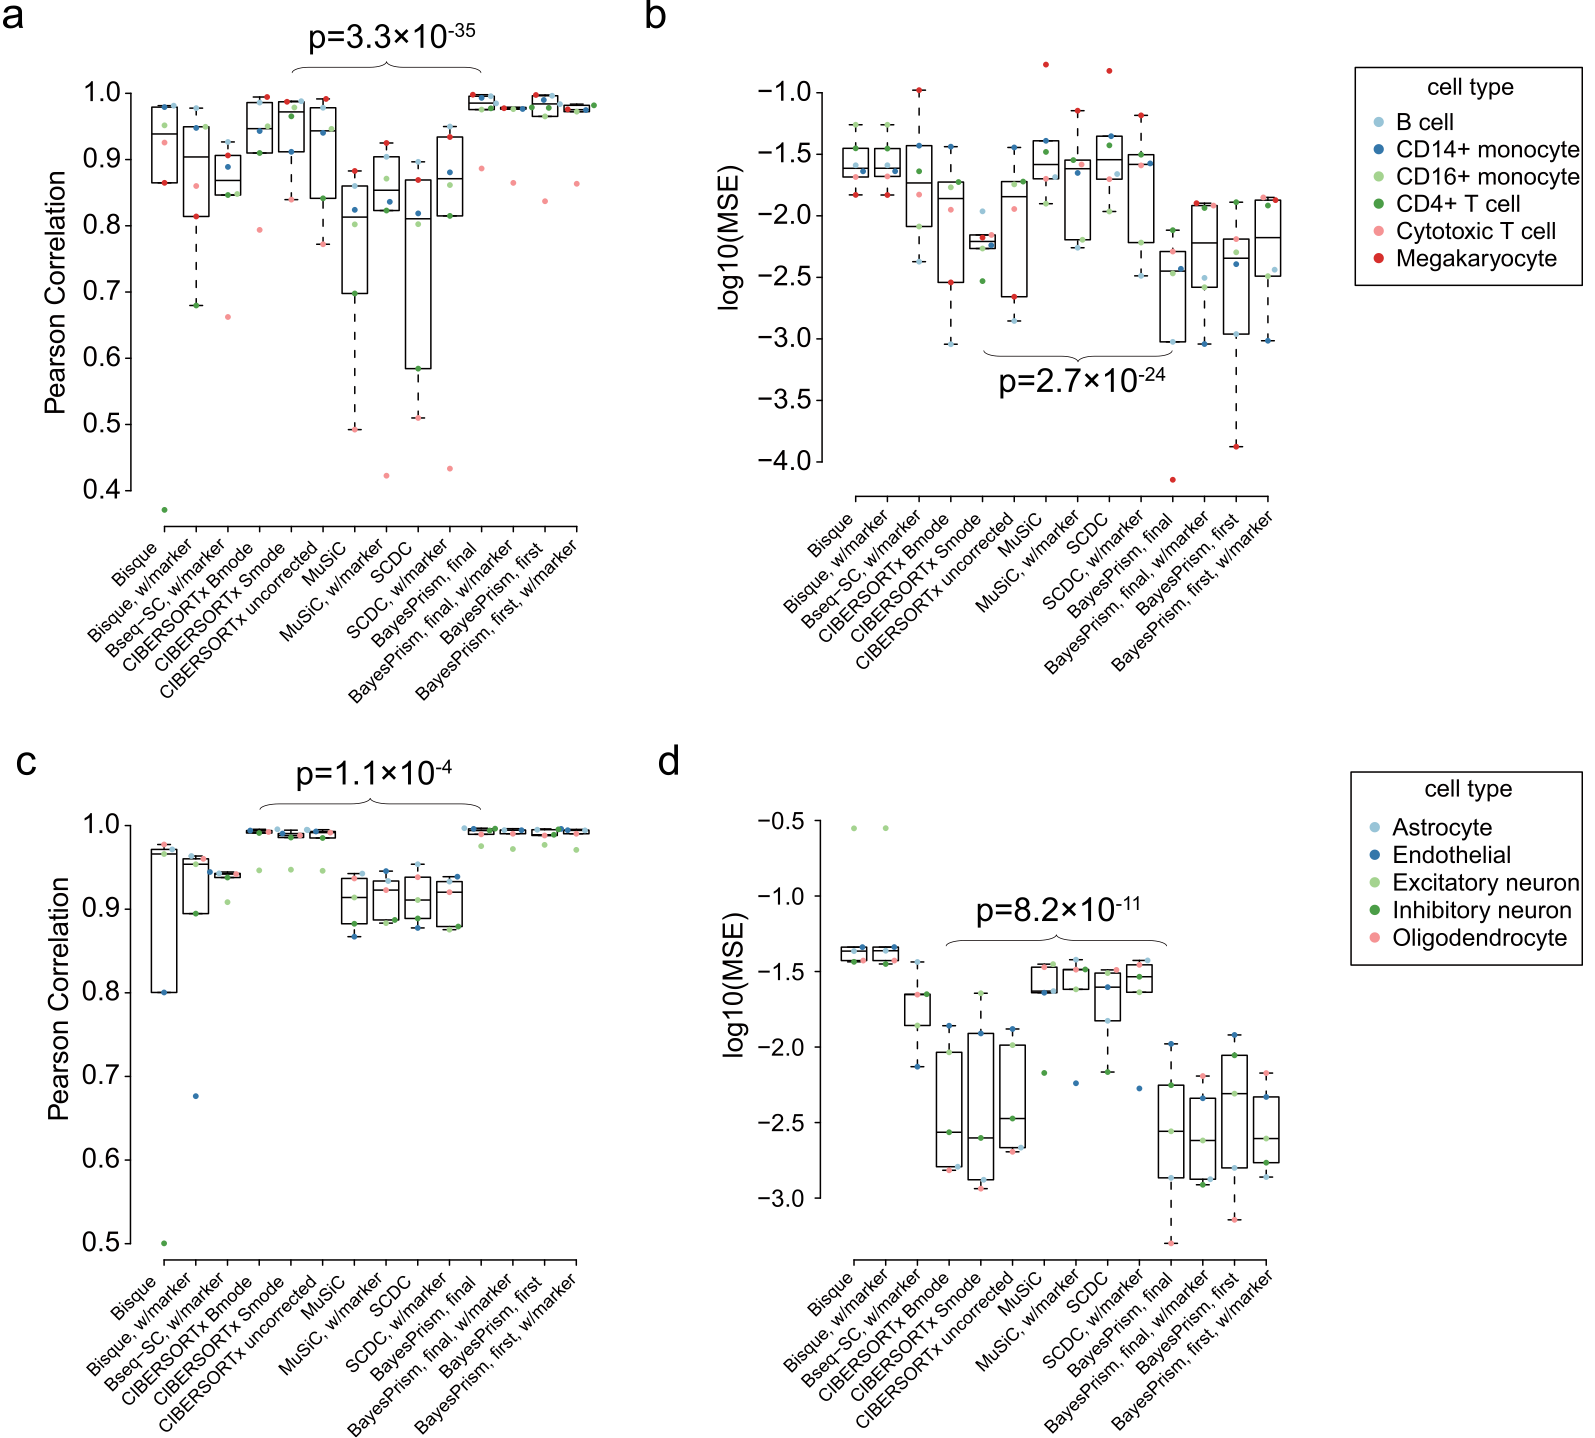 a
p=3.3×10-35
Pearson Correlation
1.0
0.9
0.8
0.7
0.6
0.5
0.4
Bisque
Bisque, w/marker
Bseq−SC, w/marker
CIBERSORTx Bmode
CIBERSORTx Smode
CIBERSORTx uncorrected
MuSiC
MuSiC, w/marker
SCDC
SCDC, w/marker
BayesPrism, final
BayesPrism, final, w/marker
BayesPrism, first
BayesPrism, first, w/marker
b
log10(MSE)
−1.0
−1.5
−2.0
−2.5
−3.0
−3.5
−4.0
p=2.7×10-24
Bisque
Bisque, w/marker
Bseq−SC, w/marker
CIBERSORTx Bmode
CIBERSORTx Smode
CIBERSORTx uncorrected
MuSiC
MuSiC, w/marker
SCDC
SCDC, w/marker
BayesPrism, final
BayesPrism, final, w/marker
BayesPrism, first
BayesPrism, first, w/marker
cell type
B cell
CD14+ monocyte
CD16+ monocyte
CD4+ T cell
Cytotoxic T cell
Megakaryocyte
c
p=1.1×10-4
Pearson Correlation
1.0
0.9
0.8
0.7
0.6
0.5
Bisque
Bisque, w/marker
Bseq−SC, w/marker
CIBERSORTx Bmode
CIBERSORTx Smode
CIBERSORTx uncorrected
MuSiC
MuSiC, w/marker
SCDC
SCDC, w/marker
BayesPrism, final
BayesPrism, final, w/marker
BayesPrism, first
BayesPrism, first, w/marker
d
log10(MSE)
−0.5
−1.0
−1.5
−2.0
−2.5
−3.0
p=8.2×10-11
Bisque
Bisque, w/marker
Bseq−SC, w/marker
CIBERSORTx Bmode
CIBERSORTx Smode
CIBERSORTx uncorrected
MuSiC
MuSiC, w/marker
SCDC
SCDC, w/marker
BayesPrism, final
BayesPrism, final, w/marker
BayesPrism, first
BayesPrism, first, w/marker
cell type
Astrocyte
Endothelial
Excitatory neuron
Inhibitory neuron
Oligodendrocyte